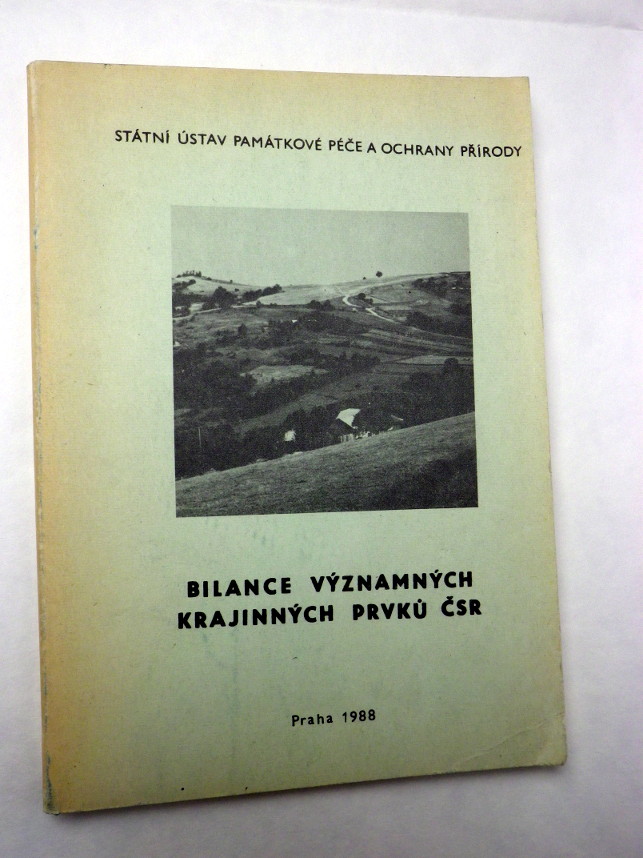 STÁTNÍ ÚSTAV PAMÁTKOVÉ PÉČE A OCHRANY PŘÍRODY
BILANCE VÝZNAMNÝCH
KRAJINNÝCH PRVKŮ ČSR
Praha 1988